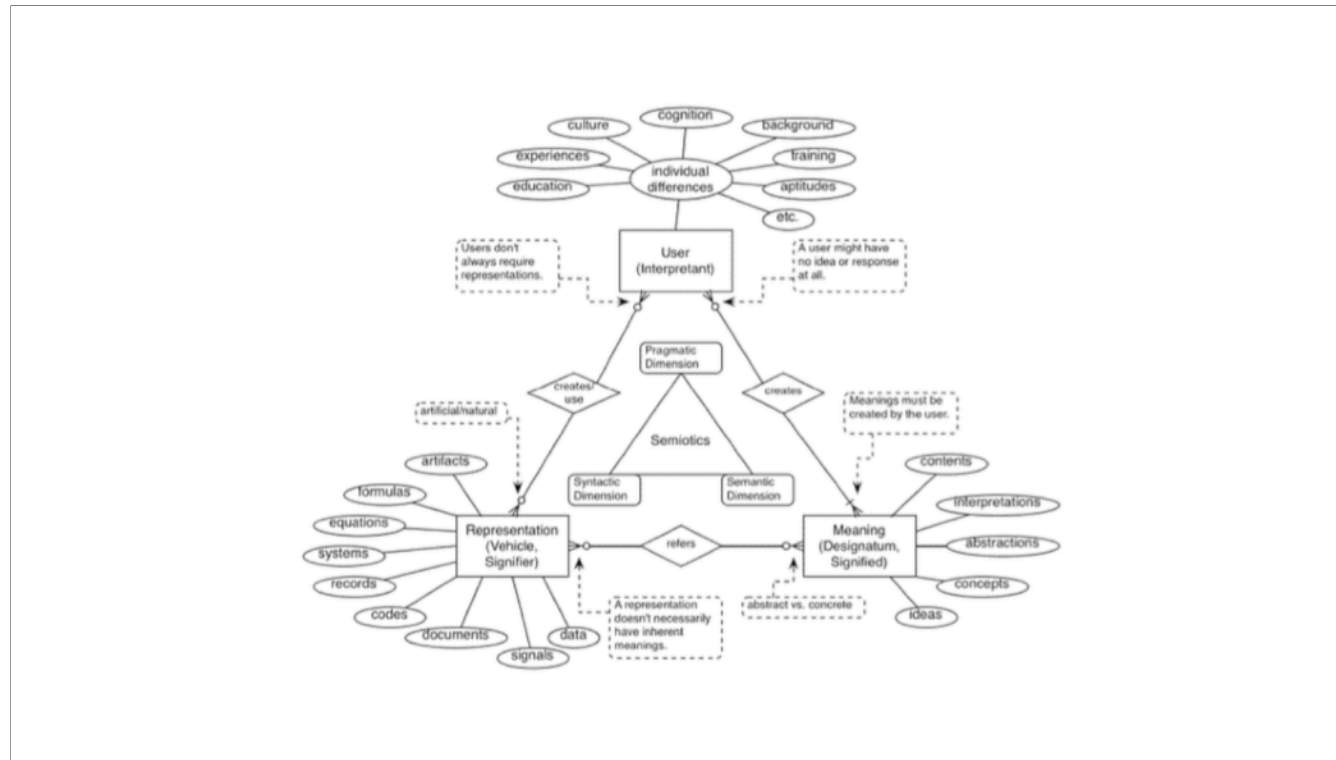 cognition
culture
background
experiences
training
individual
differences
education
aptitudes
etc.
User
(Interpretant)
Users don't
always require
representations.
A user might have
no idea or response
at all.
Pragmatic
Dimension
creates/
use
creates
artificial/natural
Meanings must be
created by the user.
Semiotics
Syntactic
Dimension
Semantic
Dimension
artifacts
formulas
equations
systems
records
codes
documents
signals
data
Representation
(Vehicle,
Signifier)
refers
Meaning
(Designatum,
Signified)
contents
interpretations
abstractions
concepts
ideas
A representation
doesn't necessarily
have inherent
meanings.
abstract vs. concrete